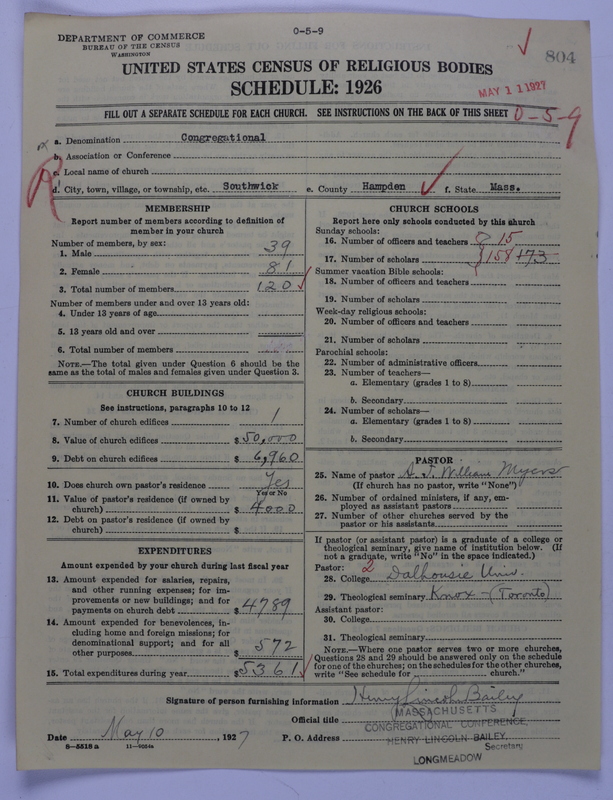 0-5-9
DEPARTMENT OF COMMERCE
BUREAU OF THE CENSUS
WASHINGTON
804
UNITED STATES CENSUS OF RELIGIOUS BODIES
SCHEDULE: 1926
MAY 11 1927
FILL OUT A SEPARATE SCHEDULE FOR EACH CHURCH. SEE INSTRUCTIONS ON THE BACK OF THIS SHEET
0-5-9
a. Denomination Congregational
b. Association or Conference
c. Local name of church
d. City, town, village, or township, etc. Southwick e. County Hampden f. State Mass.
MEMBERSHIP
Report number of members according to definition of
member in your church
Number of members, by sex:
1. Male 39
2. Female 81
3. Total number of members 120
Number of members under and over 13 years old:
4. Under 13 years of age
5. 13 years old and over
6. Total number of members
NOTE.—The total given under Question 6 should be the
same as the total of males and females given under Question 3.
CHURCH BUILDINGS
See instructions, paragraphs 10 to 12
7. Number of church edifices 1
8. Value of church edifices $50,000
9. Debt on church edifices $6,960
10. Does church own pastor's residence Yes
Yes or No
11. Value of pastor's residence (if owned by
church) $4000
12. Debt on pastor's residence (if owned by
church) $
EXPENDITURES
Amount expended by your church during last fiscal year
13. Amount expended for salaries, repairs,
and other running expenses; for im-
provements or new buildings; and for
payments on church debt $4789
14. Amount expended for benevolences, in-
cluding home and foreign missions; for
denominational support; and for all
other purposes $572
15. Total expenditures during year $5361
CHURCH SCHOOLS
Report here only schools conducted by this church
Sunday schools:
16. Number of officers and teachers 15
17. Number of scholars 158+73
Summer vacation Bible schools:
18. Number of officers and teachers
19. Number of scholars
Week-day religious schools:
20. Number of officers and teachers
21. Number of scholars
Parochial schools:
22. Number of administrative officers
23. Number of teachers—
a. Elementary (grades 1 to 8)
b. Secondary
24. Number of scholars—
a. Elementary (grades 1 to 8)
b. Secondary
PASTOR
25. Name of pastor A. J. William Myers
(If church has no pastor, write "None")
26. Number of ordained ministers, if any, em-
ployed as assistant pastors
27. Number of other churches served by the
pastor or his assistants
If pastor (or assistant pastor) is a graduate of a college or
theological seminary, give name of institution below. (If
not a graduate, write "No" in the space indicated.)
Pastor: 2
28. College Dalhousie Univ.
29. Theological seminary Knox-(Toronto)
Assistant pastor:
30. College
31. Theological seminary
NOTE.—Where one pastor serves two or more churches,
Questions 28 and 29 should be answered only on the schedule
for one of the churches; on the schedules for the other churches,
write "See schedule for church."
Signature of person furnishing information Henry Lincoln Bailey
Official title MASSACHUSETTS
CONGREGATIONAL CONFERENCE
Date May 10, 1927 P. O. Address HENRY LINCOLN BAILEY,
Secretary
8-5518 a
LONGMEADOW